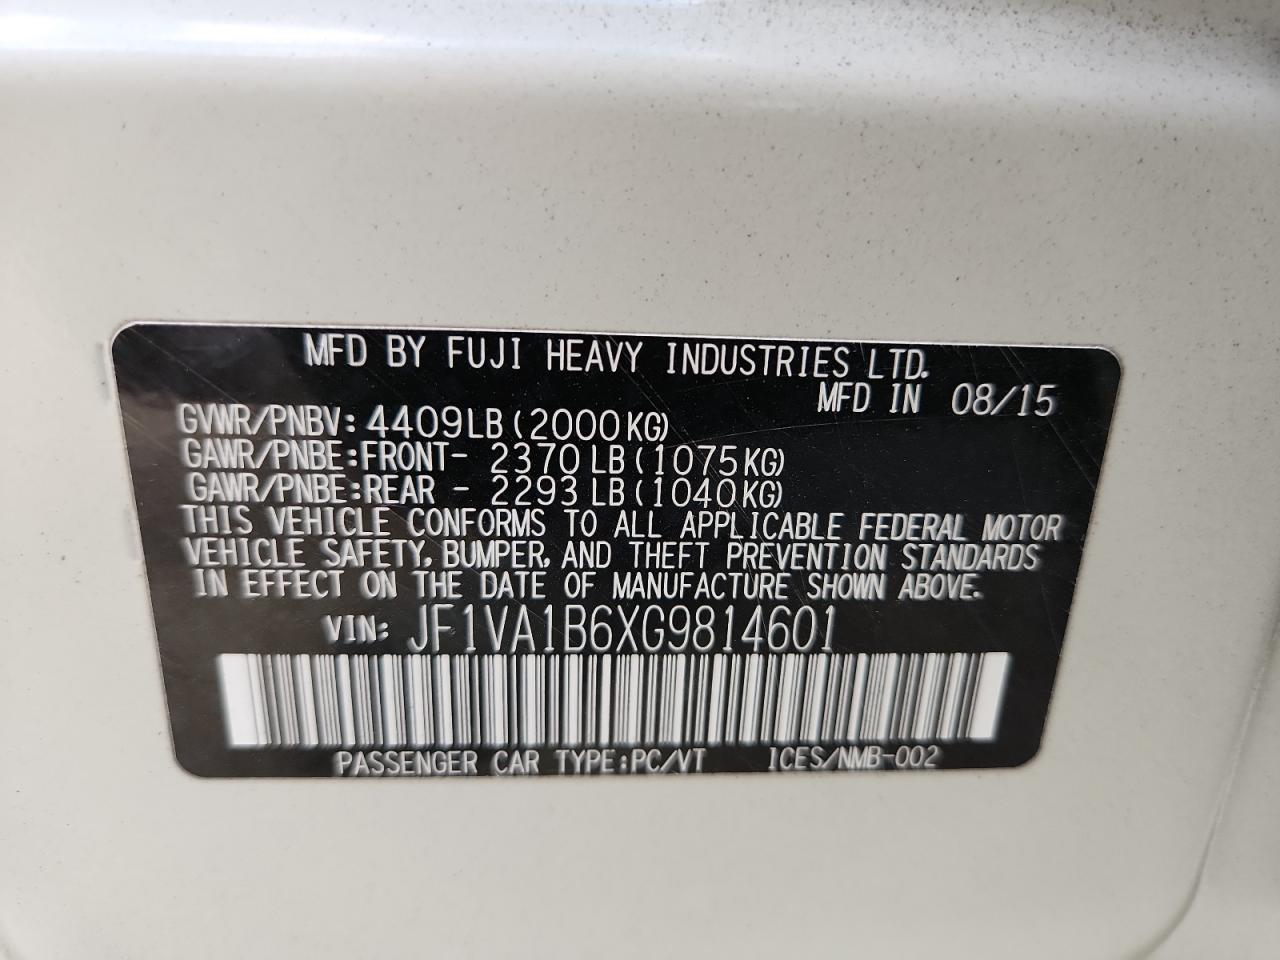 MFD BY FUJI HEAVY INDUSTRIES LTD.
MFD IN 08/15
GVWR/PNBV: 4409LB (2000KG)
GAWR/PNBE:FRONT- 2370LB (1075KG)
GAWR/PNBE:REAR - 2293LB (1040KG)
THIS VEHICLE CONFORMS TO ALL APPLICABLE FEDERAL MOTOR
VEHICLE SAFETY, BUMPER, AND THEFT PREVENTION STANDARDS
IN EFFECT ON THE DATE OF MANUFACTURE SHOWN ABOVE.
VIN: JF1VA1B6XG9814601
PASSENGER CAR TYPE:PC/VT ICES/NMB-002